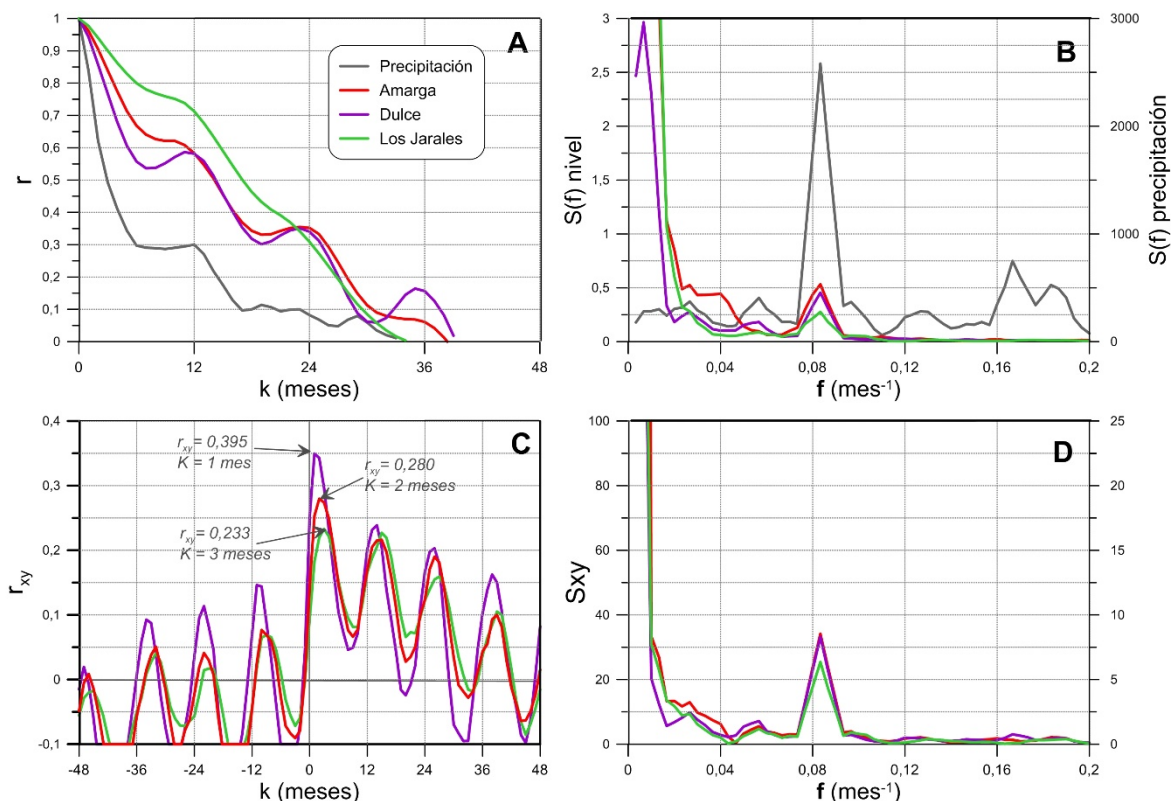 A
Precipitación
Amarga
Dulce
Los Jarales
r
1
0,9
0,8
0,7
0,6
0,5
0,4
0,3
0,2
0,1
0
0 12 24 36 48
k (meses)
B
S(f) nivel
3
2,5
2
1,5
1
0,5
0
3000
2000
1000
0
S(f) precipitación
0 0,04 0,08 0,12 0,16 0,2
f (mes-1)
C
rxy= 0,395
K = 1 mes
rxy= 0,280
K = 2 meses
rxy= 0,233
K = 3 meses
rxy
0,4
0,3
0,2
0,1
0
-0,1
-48 -36 -24 -12 0 12 24 36 48
k (meses)
D
Sxy
100
80
60
40
20
0
25
20
15
10
5
0
0 0,04 0,08 0,12 0,16 0,2
f (mes-1)